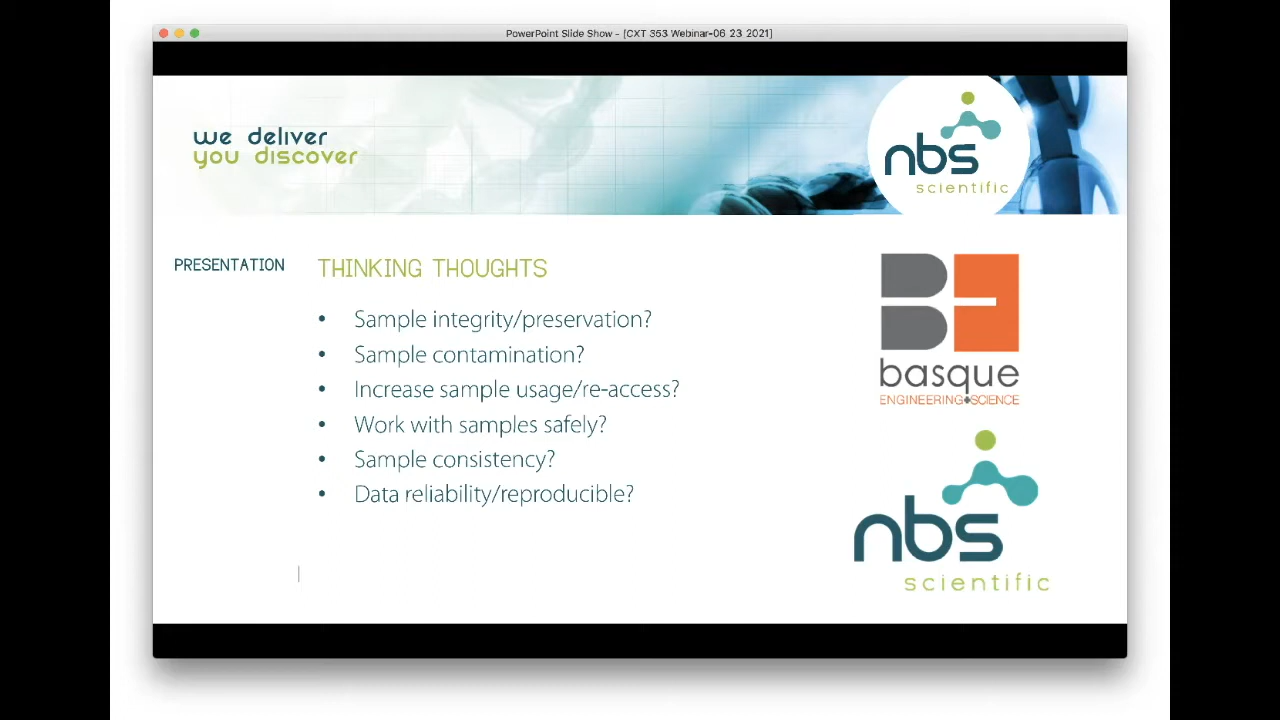 PowerPoint Slide Show - [CXT 353 Webinar-06 23 2021]
we deliver
you discover
nbs
scientific
PRESENTATION
THINKING THOUGHTS
• Sample integrity/preservation?
• Sample contamination?
• Increase sample usage/re-access?
• Work with samples safely?
• Sample consistency?
• Data reliability/reproducible?
BE
basque
ENGINEERING+SCIENCE
nbs
scientific